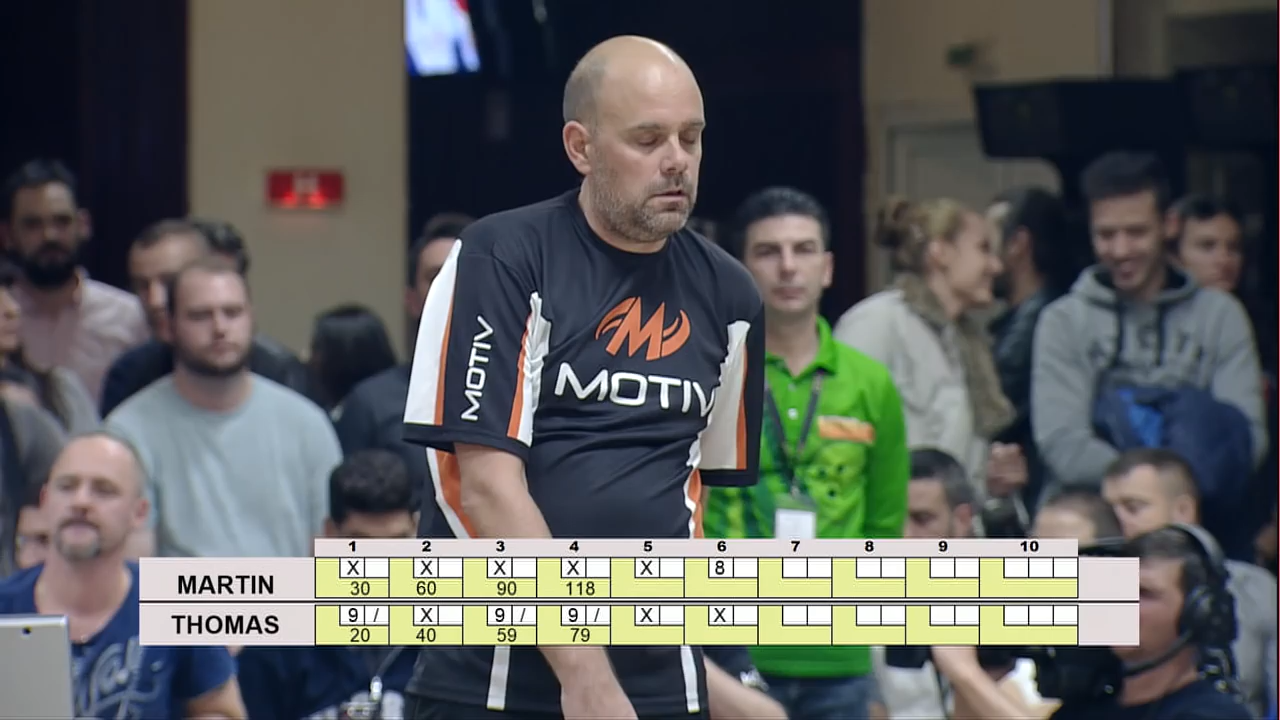 MOTIV
MOTIV
1 2 3 4 5 6 7 8 9 10
MARTIN X X X X X 8
30 60 90 118
THOMAS 9 / X 9 / 9 / X X
20 40 59 79